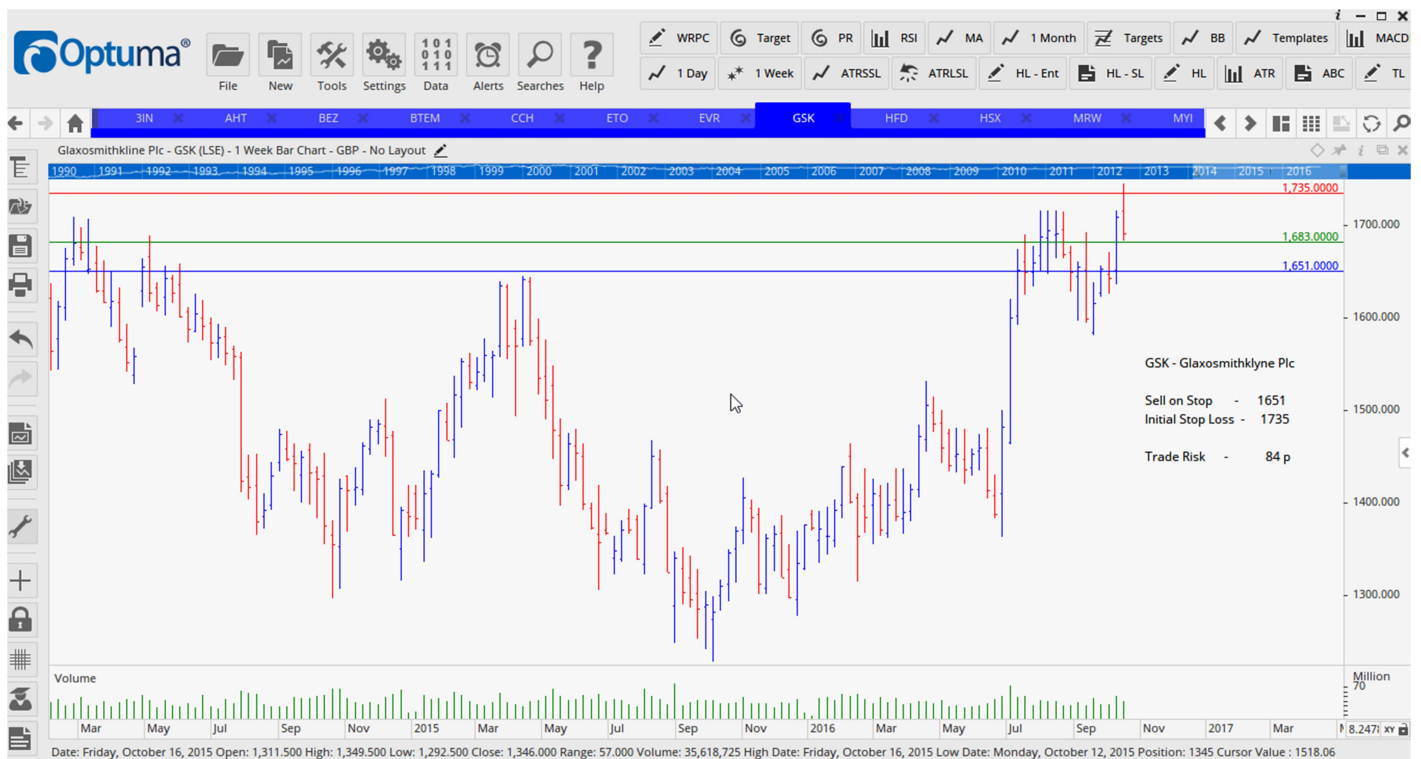 i
Optuma®
File New Tools Settings Data Alerts Searches Help
101
010
111
WRPC Target PR RSI MA 1 Month Targets BB Templates MACD
1 Day 1 Week ATRSSL ATRLSL HL - Ent HL - SL HL ATR ABC TL
3IN AHT BEZ BTEM CCH ETO EVR GSK HFD HSX MRW MYI
Glaxosmithkline Plc - GSK (LSE) - 1 Week Bar Chart - GBP - No Layout
1990 1991 1992 1993 1994 1995 1996 1997 1998 1999 2000 2001 2002 2003 2004 2005 2006 2007 2008 2009 2010 2011 2012 2013 2014 2015 2016
1,735.0000
1700.000
1,683.0000
1,651.0000
1600.000
GSK - Glaxosmithklyne Plc
Sell on Stop - 1651
1500.000
Initial Stop Loss - 1735
Trade Risk - 84 p
1400.000
1300.000
Volume
Million
70
Mar May Jul Sep Nov 2015 Mar May Jul Sep Nov 2016 Mar May Jul Sep Nov 2017 Mar
XY
Date: Friday, October 16, 2015 Open: 1,311.500 High: 1,349.500 Low: 1,292.500 Close: 1,346.000 Range: 57.000 Volume: 35,618,725 High Date: Friday, October 16, 2015 Low Date: Monday, October 12, 2015 Position: 1345 Cursor Value : 1518.06